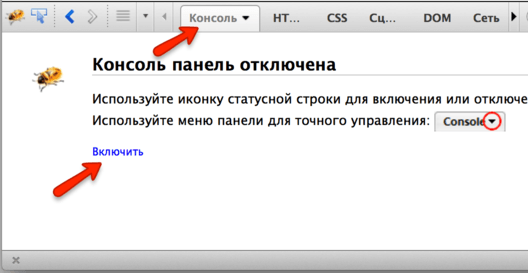 Консоль HT... CSS Сц... DOM Сеть
Консоль панель отключена
Используйте иконку статусной строки для включения или отключе
Используйте меню панели для точного управления: Console
Включить